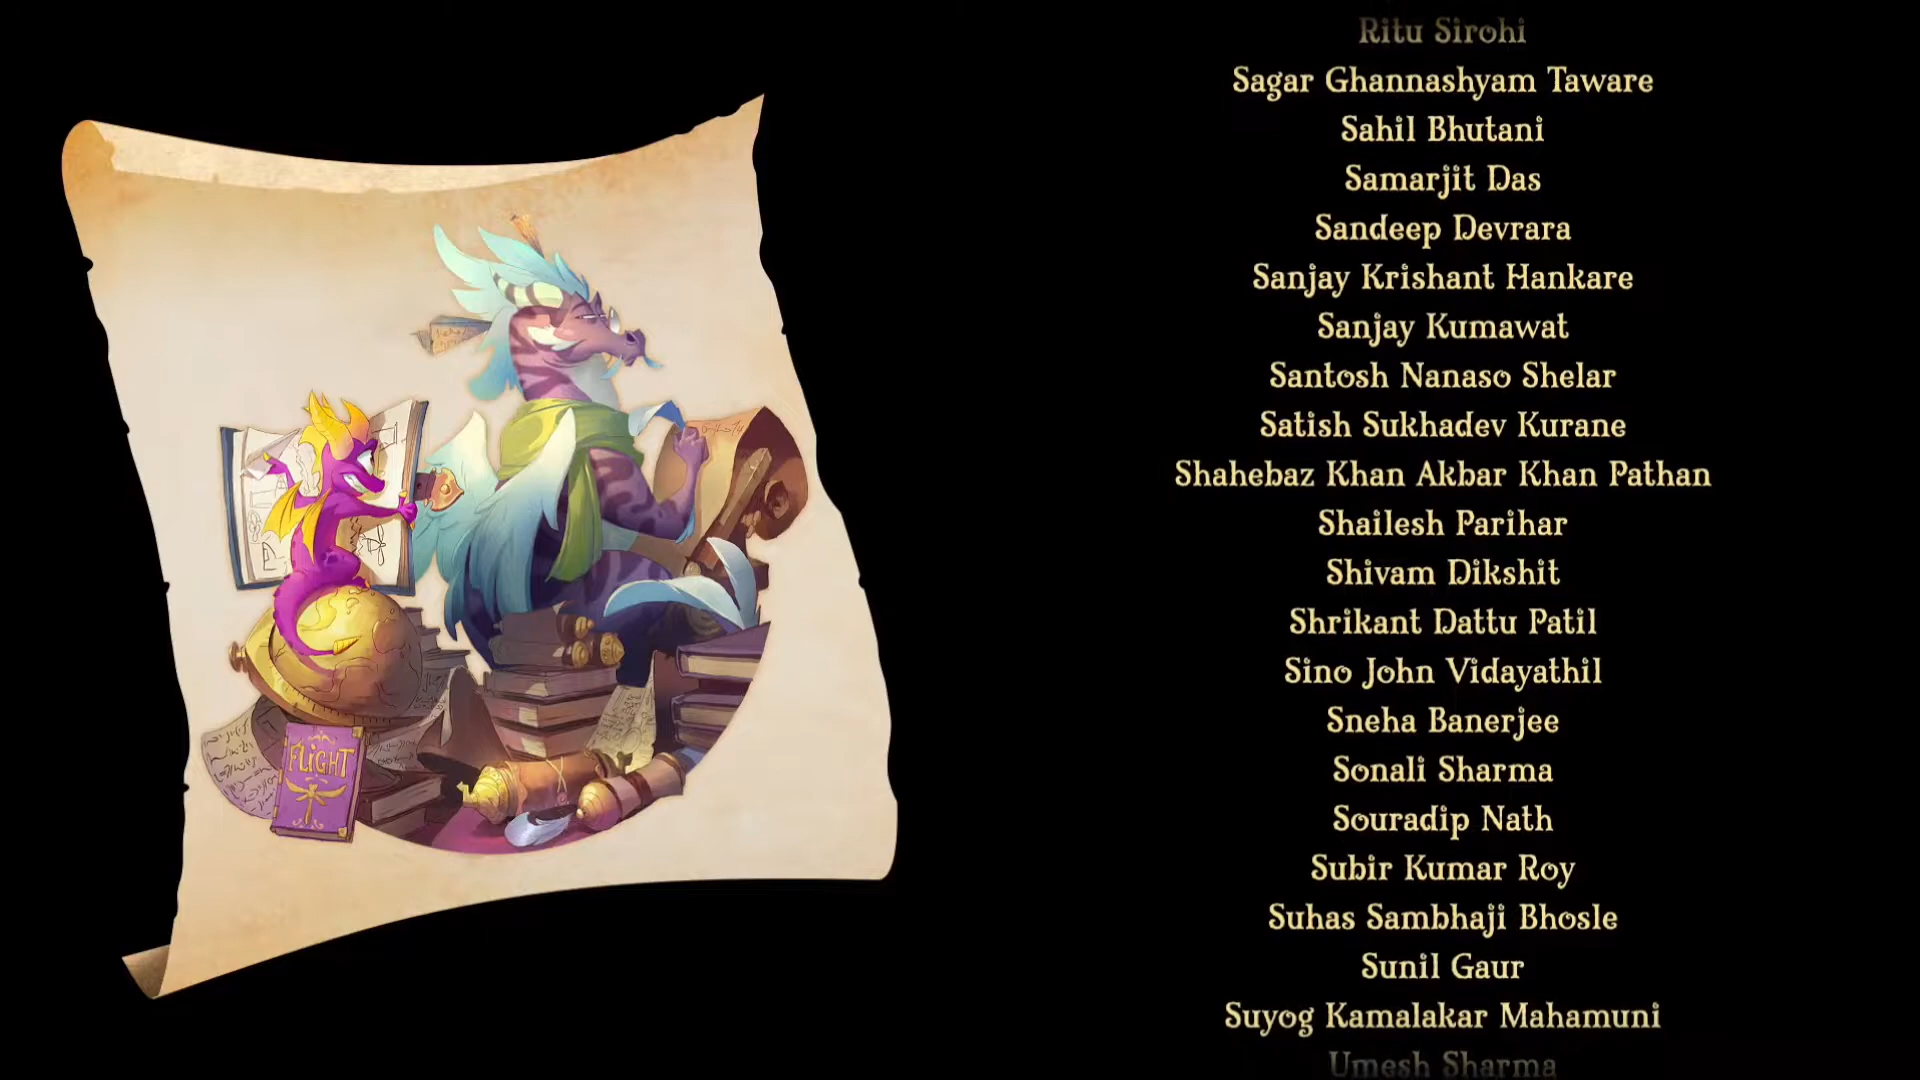 Ritu Sirohi
Sagar Ghannashyam Taware
Sahil Bhutani
Samarjit Das
Sandeep Devrara
Sanjay Krishant Hankare
Sanjay Kumawat
Santosh Nanaso Shelar
Satish Sukhadev Kurane
Shahebaz Khan Akbar Khan Pathan
Shailesh Parihar
Shivam Dikshit
Shrikant Dattu Patil
Sino John Vidayathil
Sneha Banerjee
Sonali Sharma
Souradip Nath
Subir Kumar Roy
Suhas Sambhaji Bhosle
Sunil Gaur
Suyog Kamalakar Mahamuni
Umesh Sharma
FLIGHT